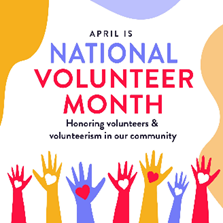 APRIL IS
NATIONAL
VOLUNTEER
MONTH
Honoring volunteers &
volunteerism in our community